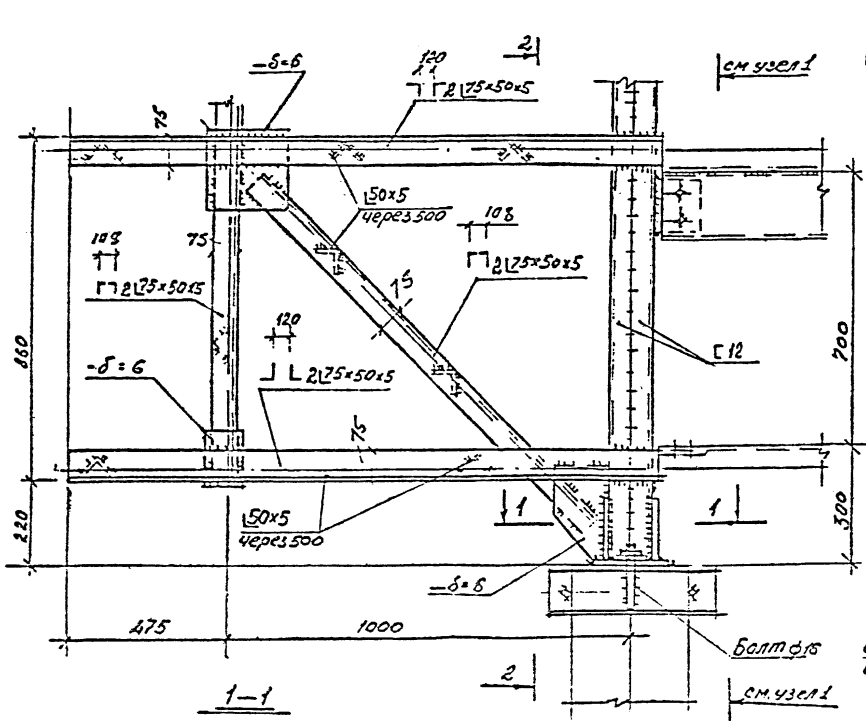 2
-δ=6
120
см узел 1
2L75×50×5
75
L50×5
через 500
108
108
75
2L75×50×5
2L75×50×5
75
120
[12
860
700
-δ=6
2L75×50×5
75
L50×5
через 500
1
1
220
300
-δ=6
475
1000
Болт ф16
2
1-1
см. узел 1